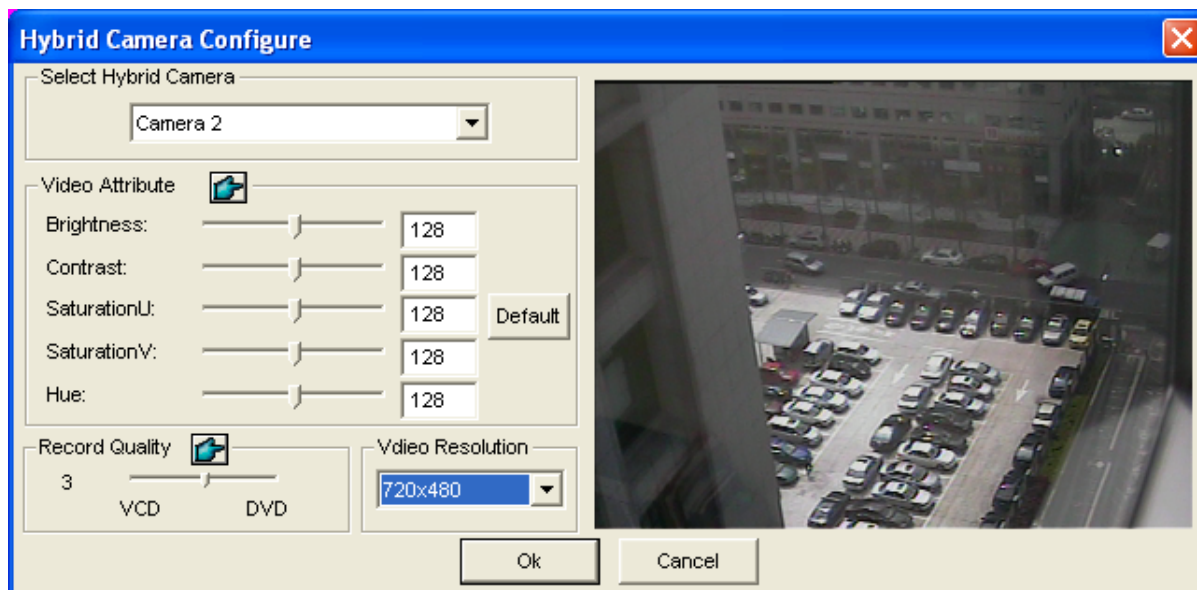 Hybrid Camera Configure
Select Hybrid Camera
Camera 2
Video Attribute
Brightness: 128
Contrast: 128
SaturationU: 128
Default
SaturationV: 128
Hue: 128
Record Quality
3
VCD DVD
Vdieo Resolution
720x480
Ok Cancel